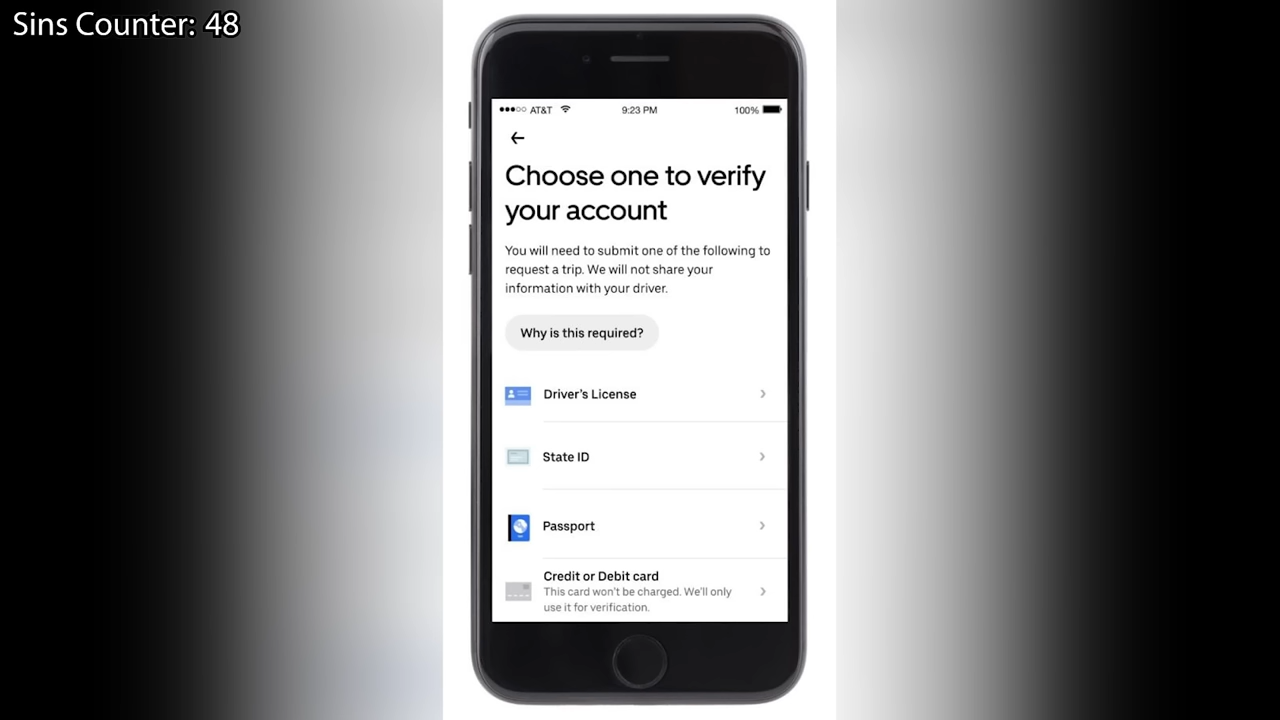 Sins Counter: 48
AT&T 9:23 PM 100%
Choose one to verify
your account
You will need to submit one of the following to
request a trip. We will not share your
information with your driver.
Why is this required?
Driver's License
State ID
Passport
Credit or Debit card
This card won't be charged. We'll only
use it for verification.